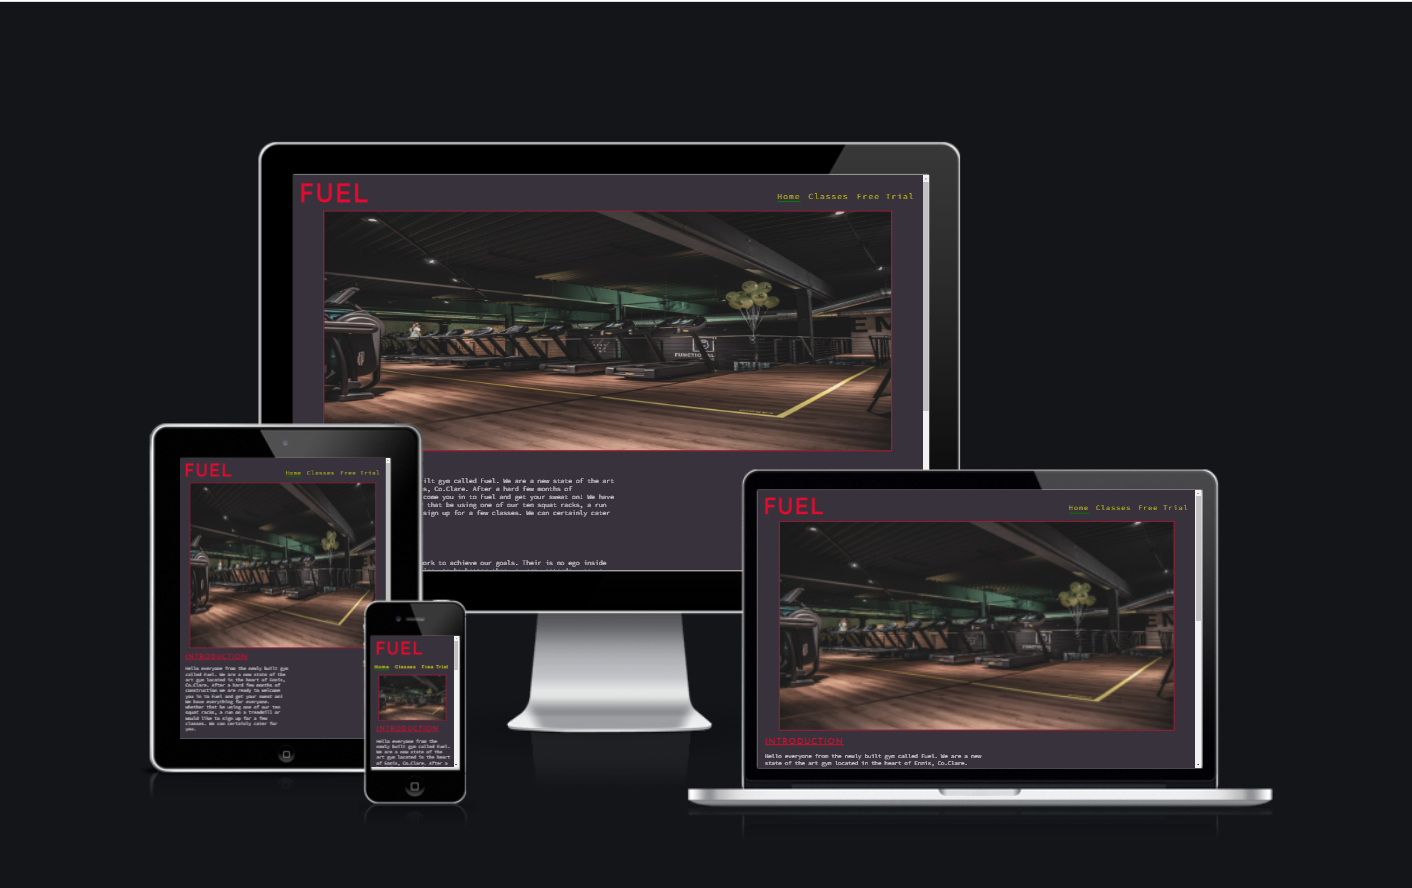 FUEL
Home Classes Free Trial
FUNCTIONAL
EN
ilt gym called Fuel. We are a new state of the art
s, Co.Clare. After a hard few months of
come you in to Fuel and get your sweat on! We have
that be using one of our ten squat racks, a run
sign up for a few classes. We can certainly cater
ork to achieve our goals. Their is no ego inside
FUEL
Home Classes Free Trial
INTRODUCTION
Hello everyone from the newly built gym
called Fuel. We are a new state of the
art gym located in the heart of Ennis,
Co.Clare. After a hard few months of
construction we are ready to welcome
you in to Fuel and get your sweat on!
We have everything for everyone.
Whether that be using one of our ten
squat racks, a run on a treadmill or
would like to sign up for a few
classes. We can certainly cater for
you.
FUEL
Home Classes Free Trial
INTRODUCTION
Hello everyone from the
newly built gym called Fuel.
We are a new state of the
art gym located in the heart
of Ennis, Co.Clare. After a
FUEL
Home Classes Free Trial
INTRODUCTION
Hello everyone from the newly built gym called Fuel. We are a new
state of the art gym located in the heart of Ennis, Co.Clare.